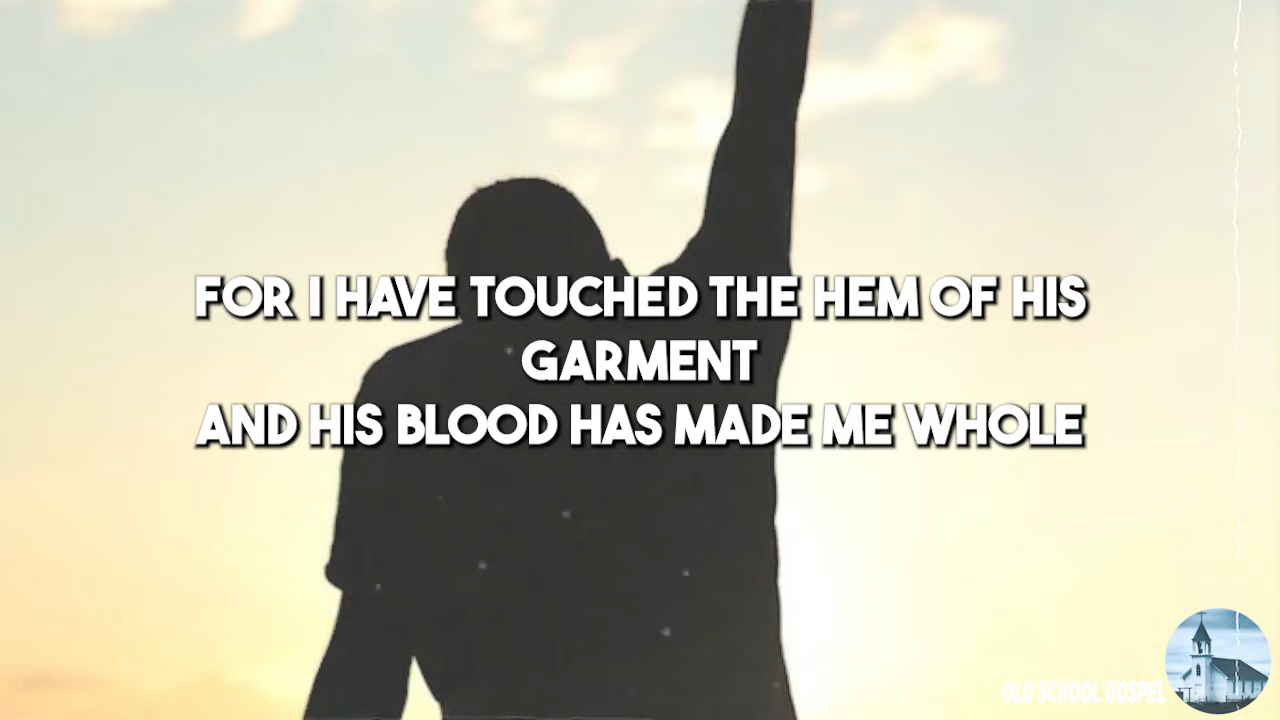 FOR I HAVE TOUCHED THE HEM OF HIS
GARMENT
AND HIS BLOOD HAS MADE ME WHOLE
OLD SCHOOL GOSPEL